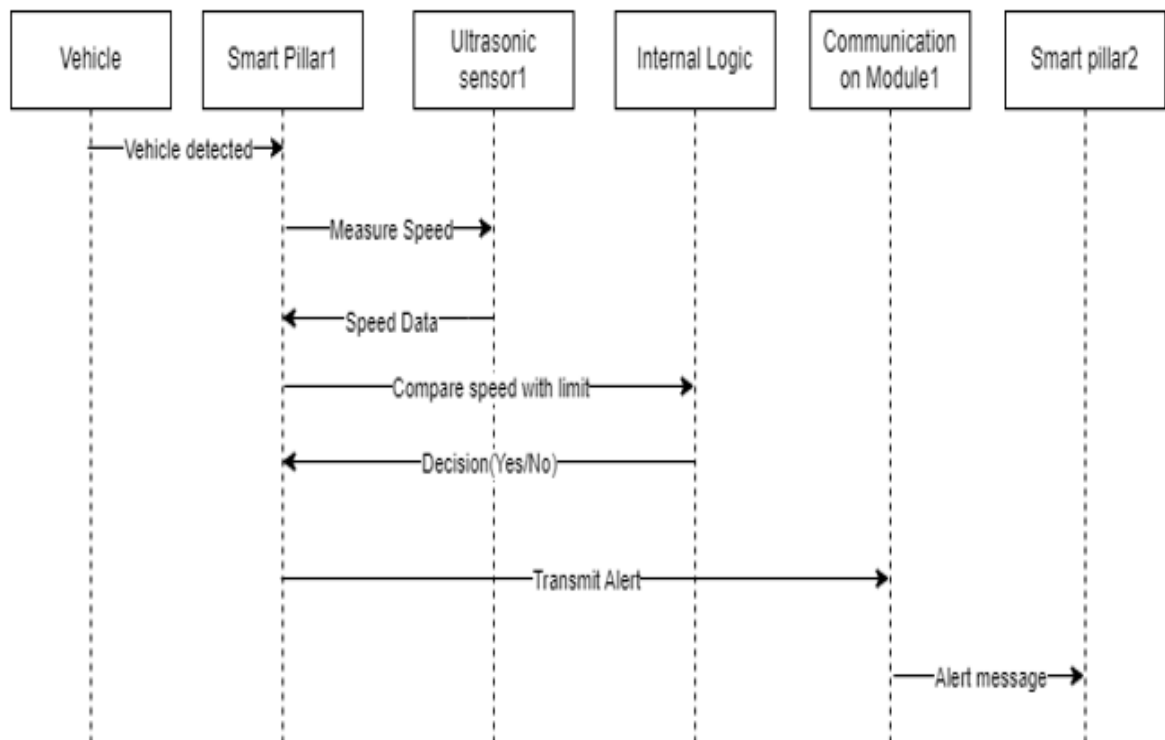 Vehicle
Smart Pillar1
Ultrasonic
sensor1
Internal Logic
Communication
on Module1
Smart pillar2
Vehicle detected
Measure Speed
Speed Data
Compare speed with limit
Decision(Yes/No)
Transmit Alert
Alert message